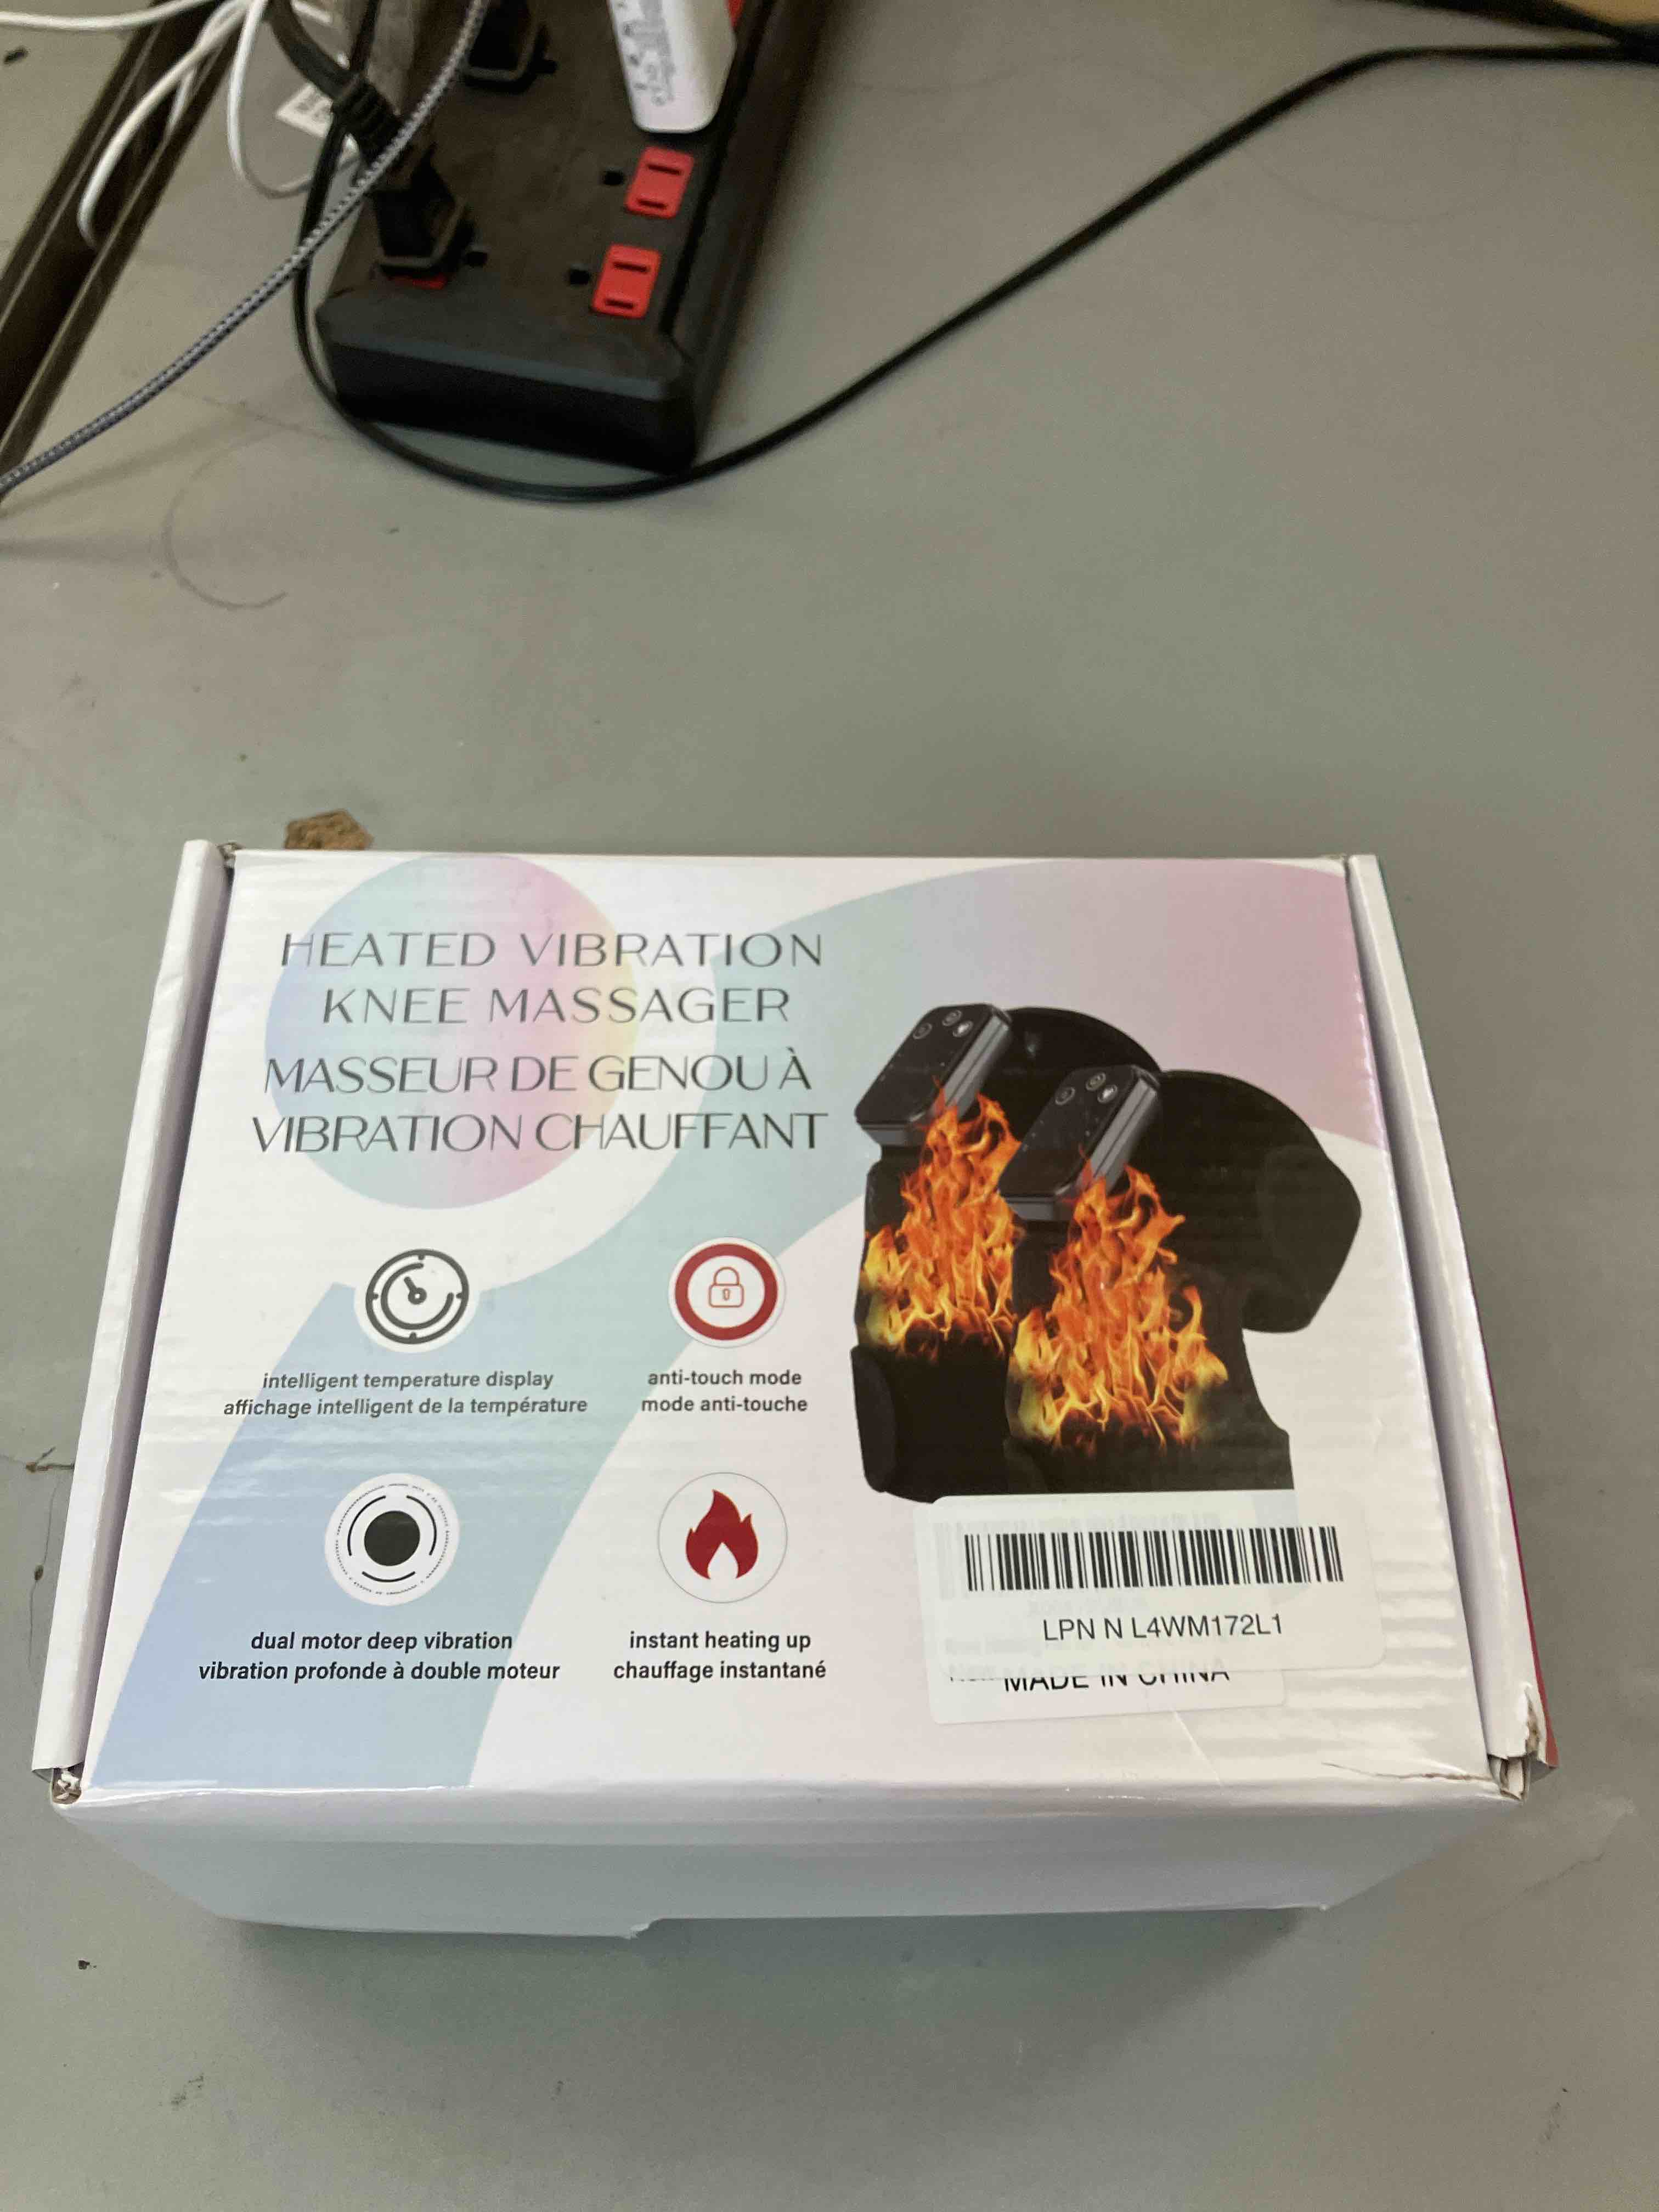 HEATED VIBRATION
KNEE MASSAGER
MASSEUR DE GENOU À
VIBRATION CHAUFFANT
intelligent temperature display
affichage intelligent de la température
anti-touch mode
mode anti-touche
dual motor deep vibration
vibration profonde à double moteur
instant heating up
chauffage instantané
LPN N L4WM172L1
MADE IN CHINA